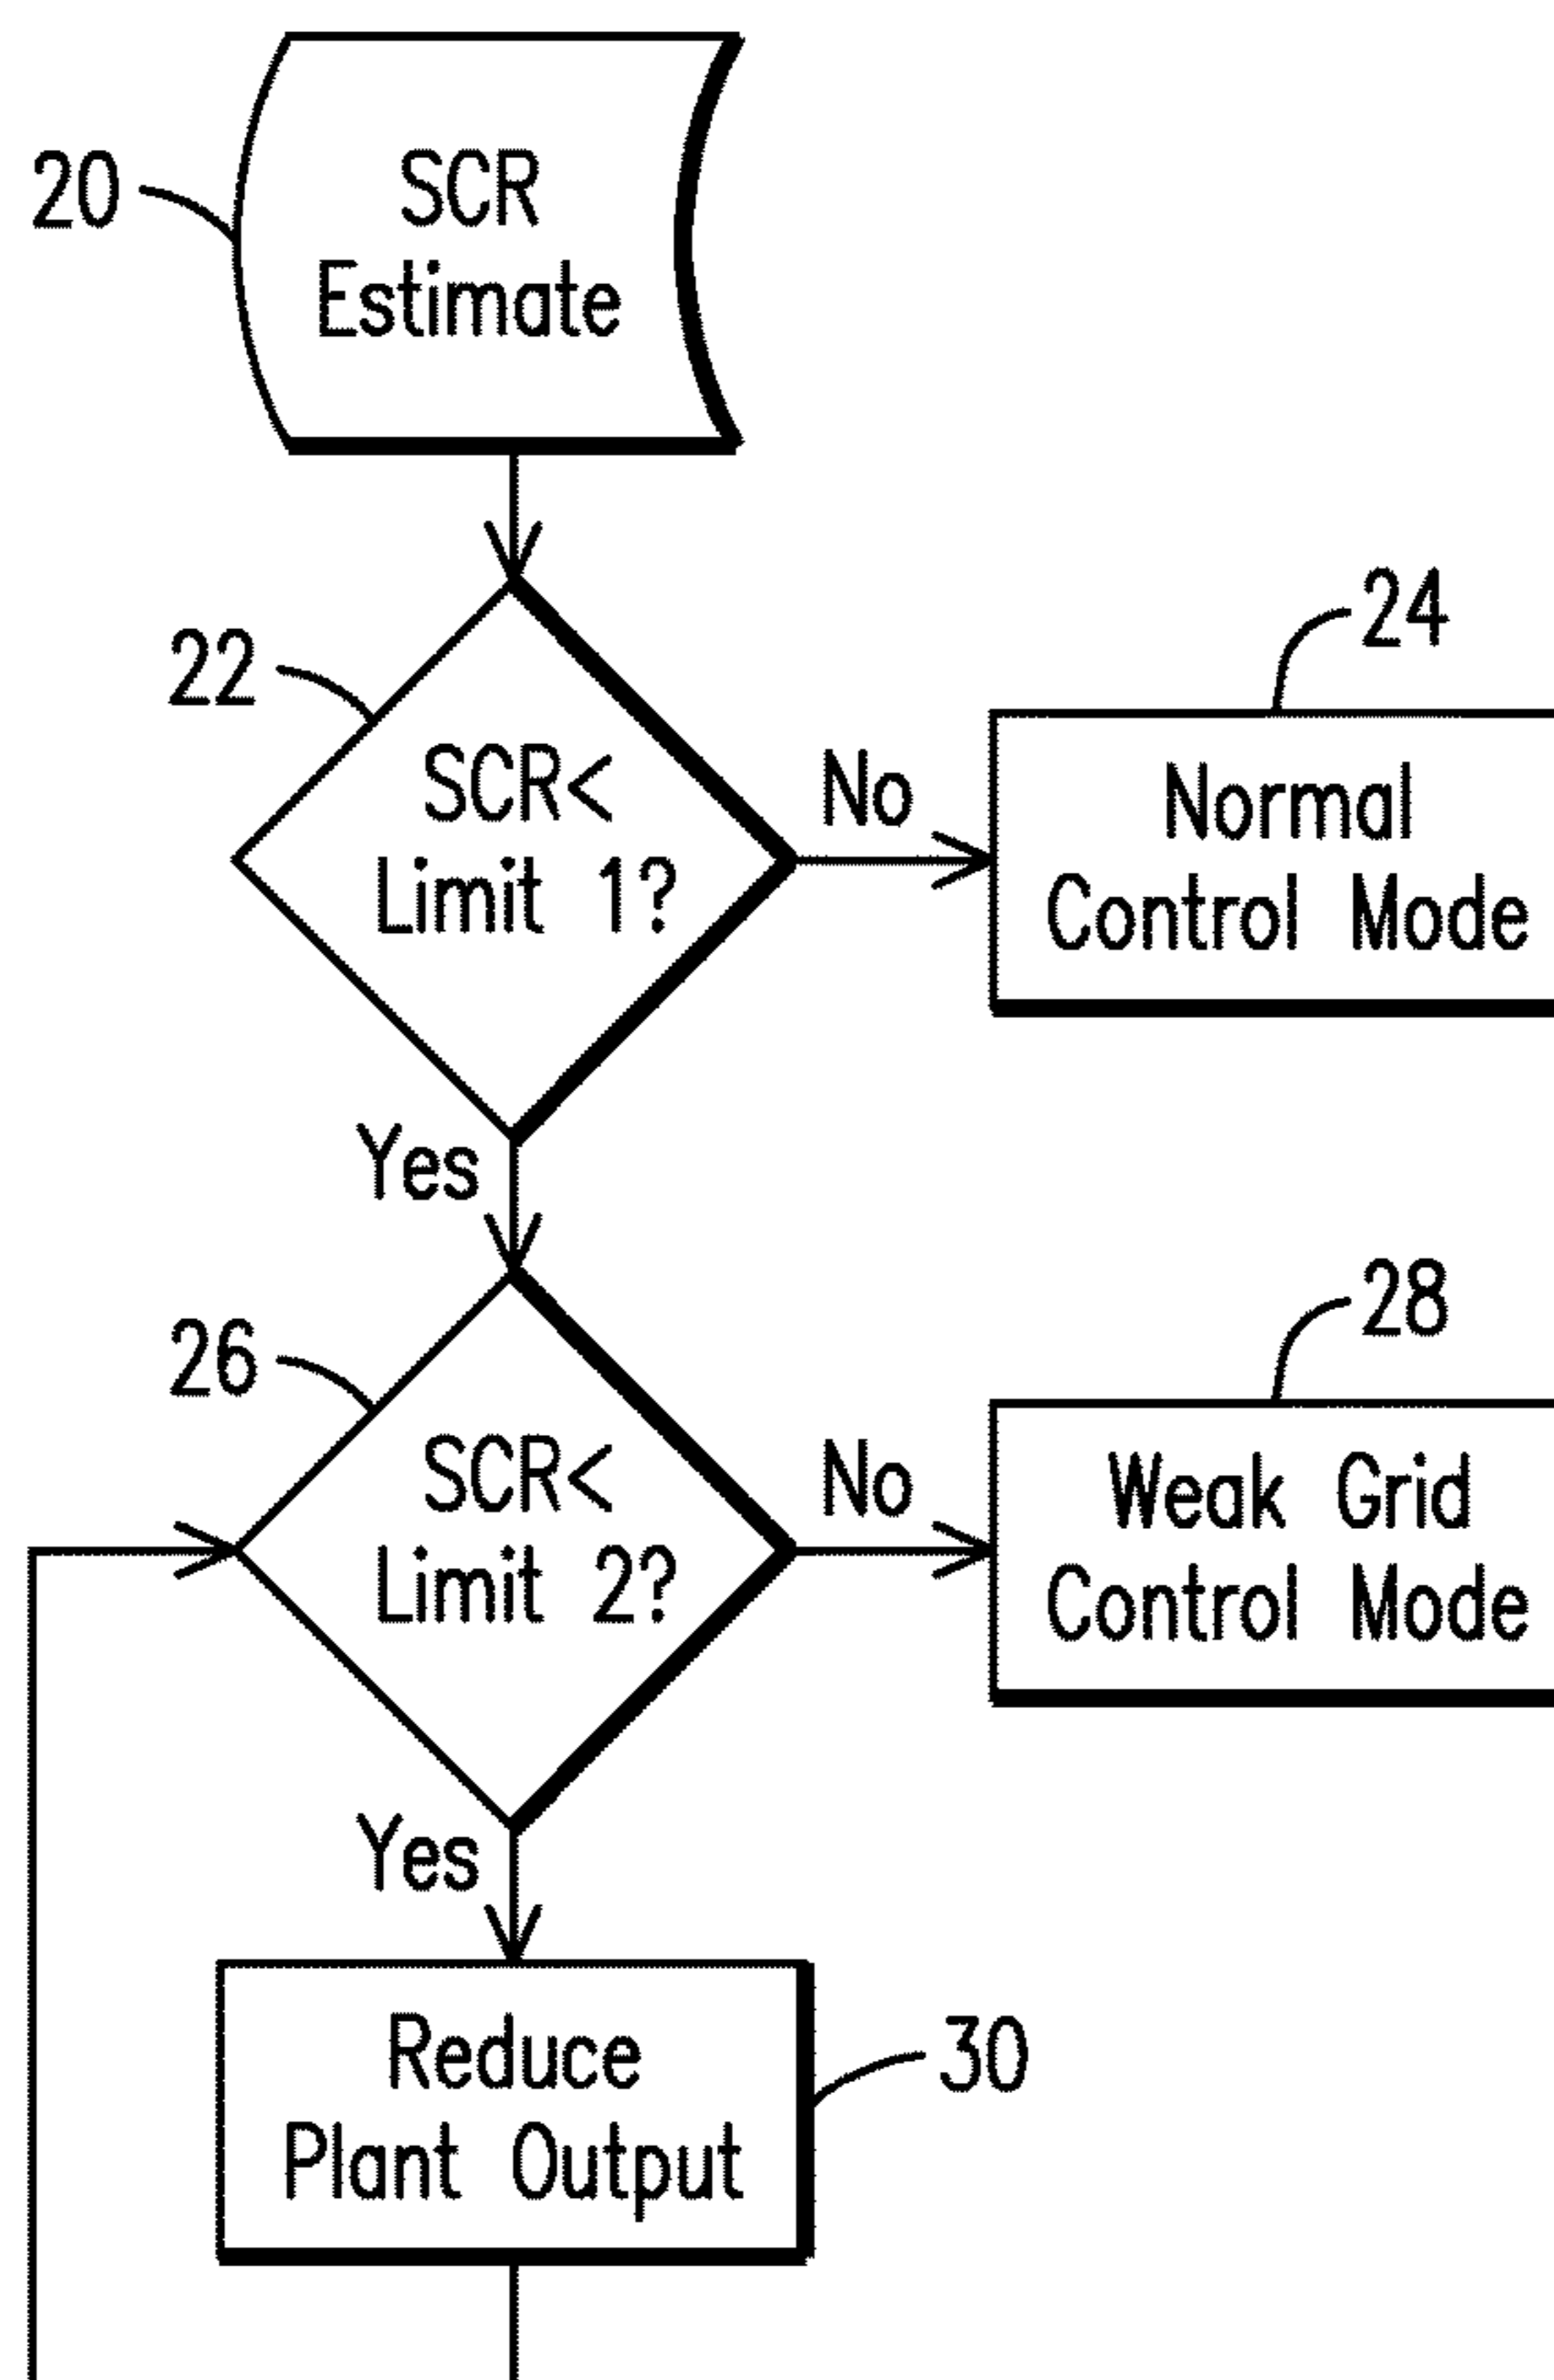 20
SCR
Estimate
22
SCR<
Limit 1?
No
24
Normal
Control Mode
Yes
26
SCR<
Limit 2?
No
28
Weak Grid
Control Mode
Yes
Reduce
Plant Output
30